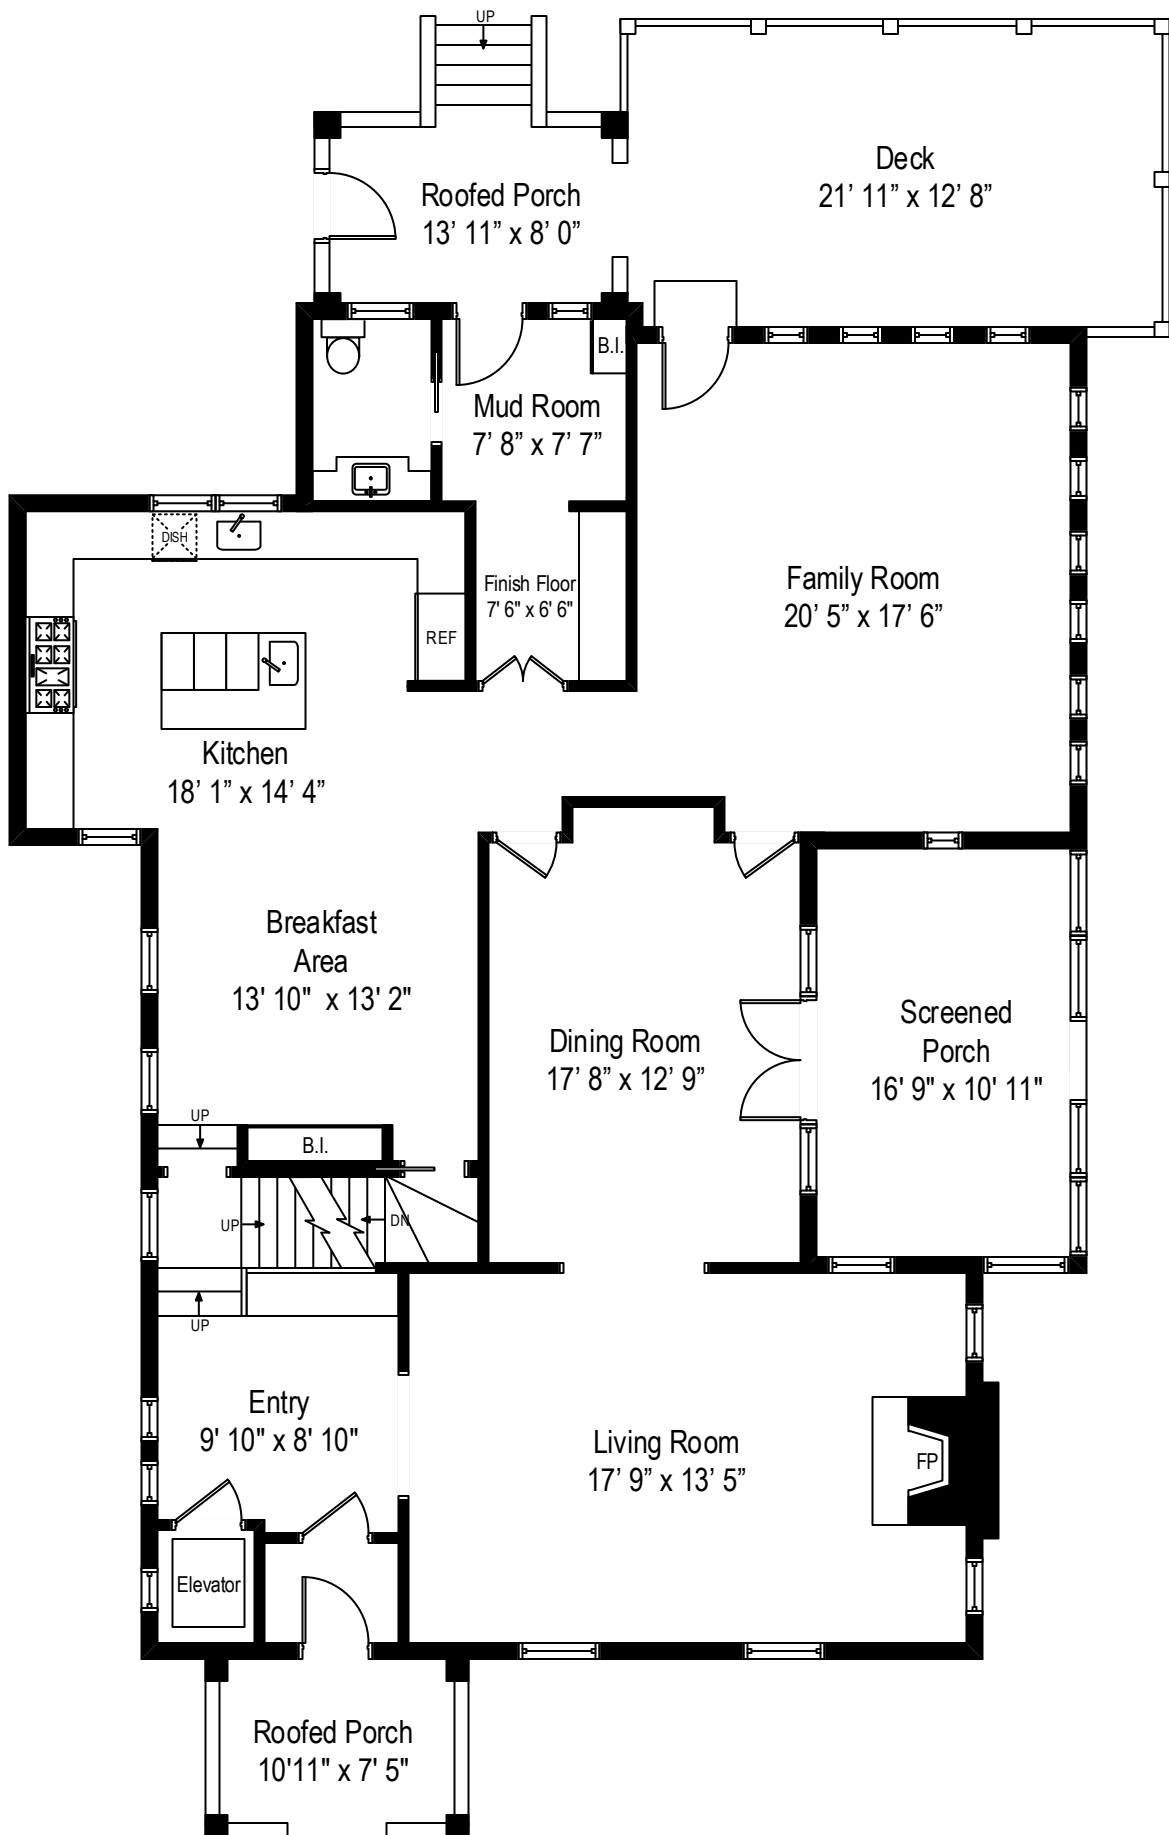 UP
Deck
21' 11” x 12' 8”
Roofed Porch
13' 11” x 8' 0”
B.I.
Mud Room
7' 8” x 7' 7”
DISH
Finish Floor
7' 6" x 6' 6"
Family Room
20' 5” x 17' 6”
REF
Kitchen
18' 1” x 14' 4”
Breakfast
Area
13' 10" x 13' 2"
Screened
Porch
16' 9" x 10' 11"
Dining Room
17' 8” x 12' 9”
UP
B.I.
UP
DN
UP
Entry
9' 10" x 8' 10"
Living Room
17' 9” x 13' 5”
FP
Elevator
Roofed Porch
10'11" x 7' 5"